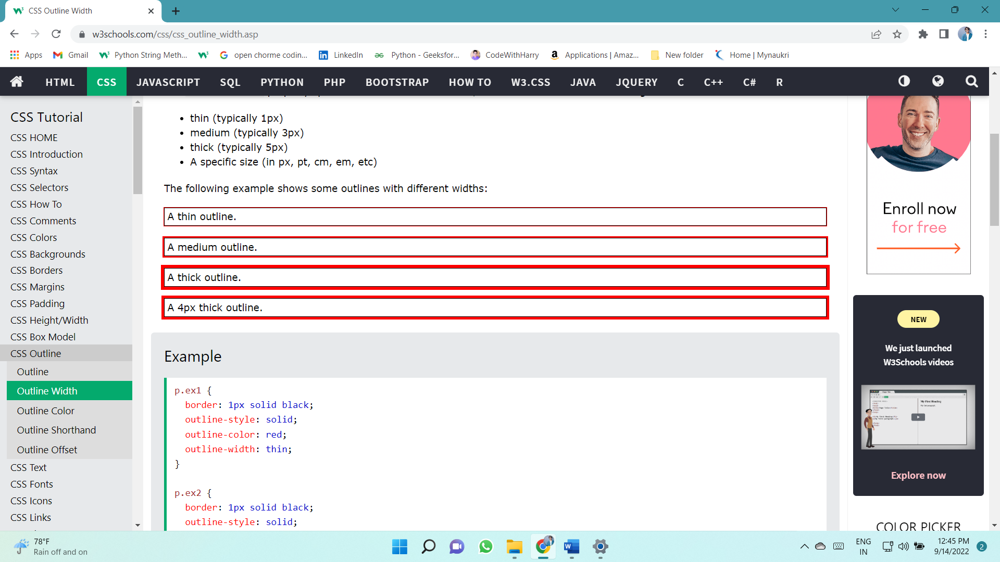 CSS Outline Width
w3schools.com/css/css_outline_width.asp
Apps Gmail Python String Meth... open chorme codin... LinkedIn Python - Geeksfor... CodeWithHarry Applications | Amaz... New folder Home | Mynaukri
HTML CSS JAVASCRIPT SQL PYTHON PHP BOOTSTRAP HOW TO W3.CSS JAVA JQUERY C C++ C# R
CSS Tutorial
CSS HOME
CSS Introduction
CSS Syntax
CSS Selectors
CSS How To
CSS Comments
CSS Colors
CSS Backgrounds
CSS Borders
CSS Margins
CSS Padding
CSS Height/Width
CSS Box Model
CSS Outline
Outline
Outline Width
Outline Color
Outline Shorthand
Outline Offset
CSS Text
CSS Fonts
CSS Icons
CSS Links
• thin (typically 1px)
• medium (typically 3px)
• thick (typically 5px)
• A specific size (in px, pt, cm, em, etc)
The following example shows some outlines with different widths:
A thin outline.
A medium outline.
A thick outline.
A 4px thick outline.
Example
p.ex1 {
border: 1px solid black;
outline-style: solid;
outline-color: red;
outline-width: thin;
}
p.ex2 {
border: 1px solid black;
outline-style: solid;
Enroll now
for free
NEW
We just launched
W3Schools videos
My First Heading
Explore now
COLOR PICKER
78°F
Rain off and on
ENG
IN
12:45 PM
9/14/2022
2